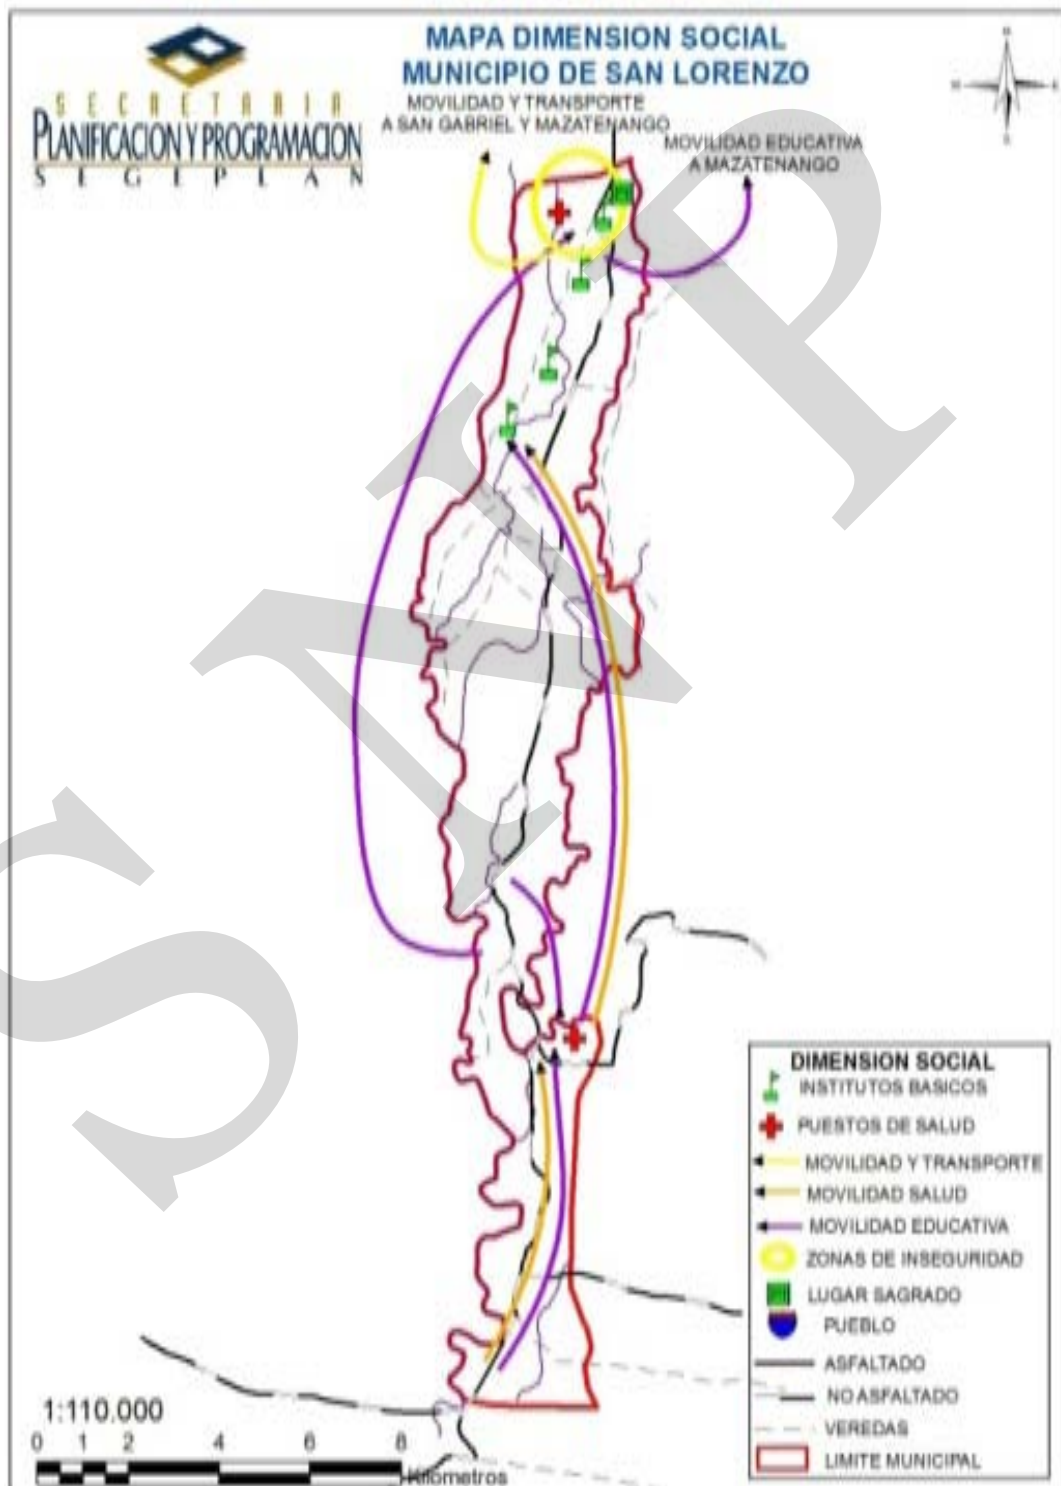 MAPA DIMENSION SOCIAL
MUNICIPIO DE SAN LORENZO
SECRETARIA
PLANIFICACION Y PROGRAMACION
SEGEPLAN
MOVILIDAD Y TRANSPORTE
A SAN GABRIEL Y MAZATENANGO
MOVILIDAD EDUCATIVA
A MAZATENANGO
SAYP
DIMENSION SOCIAL
INSTITUTOS BASICOS
PUESTOS DE SALUD
MOVILIDAD Y TRANSPORTE
MOVILIDAD SALUD
MOVILIDAD EDUCATIVA
ZONAS DE INSEGURIDAD
LUGAR SAGRADO
PUEBLO
ASFALTADO
NO ASFALTADO
VEREDAS
LIMITE MUNICIPAL
1:110.000
0 1 2 4 6 8
Kilometros